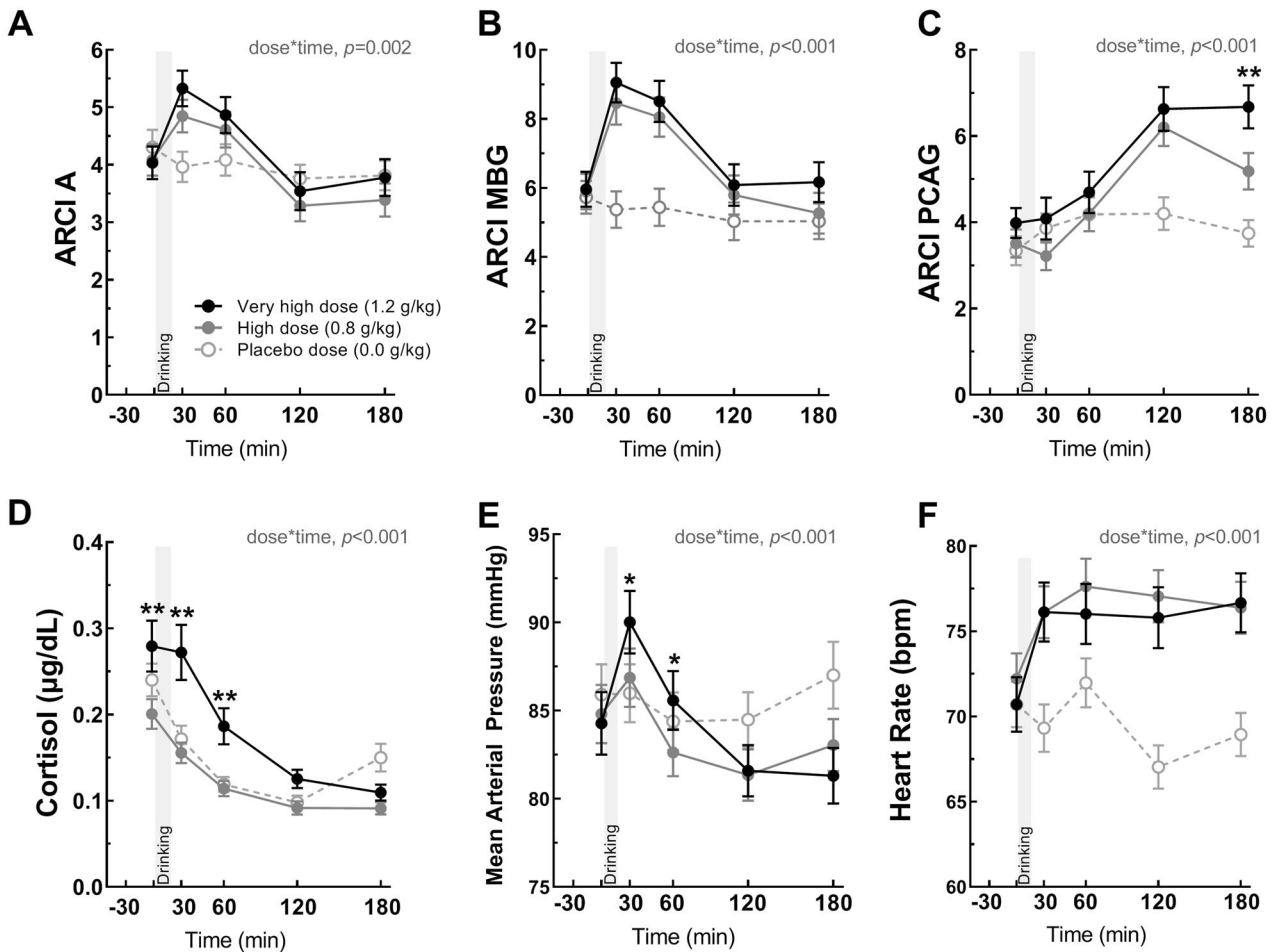 A
dose*time, p=0.002
ARCI A
6
5
4
3
2
1
0
Very high dose (1.2 g/kg)
High dose (0.8 g/kg)
Placebo dose (0.0 g/kg)
Drinking
-30 30 60 120 180
Time (min)
B
dose*time, p<0.001
ARCI MBG
10
8
6
4
2
0
Drinking
-30 30 60 120 180
Time (min)
C
dose*time, p<0.001
ARCI PCAG
8
6
4
2
0
**
Drinking
-30 30 60 120 180
Time (min)
D
dose*time, p<0.001
Cortisol (µg/dL)
0.4
0.3
0.2
0.1
0.0
** **
**
Drinking
-30 30 60 120 180
Time (min)
E
dose*time, p<0.001
Mean Arterial Pressure (mmHg)
95
90
85
80
75
*
*
Drinking
-30 30 60 120 180
Time (min)
F
dose*time, p<0.001
Heart Rate (bpm)
80
75
70
65
60
Drinking
-30 30 60 120 180
Time (min)